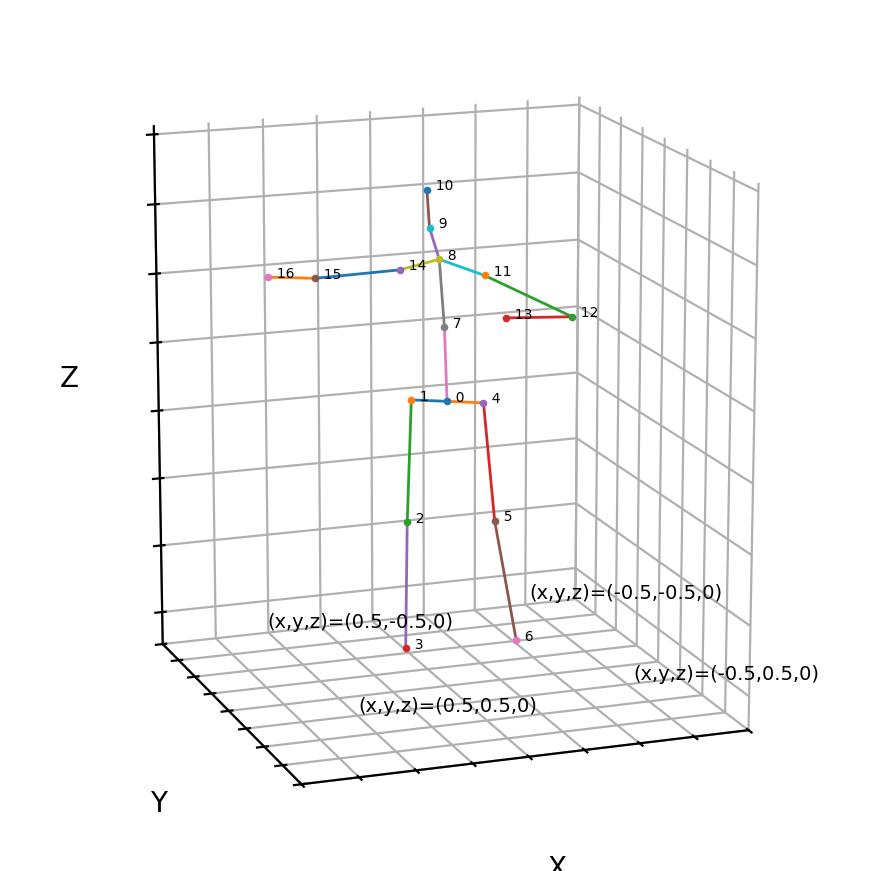 10
9
8
14
11
16
15
13
12
7
Z
1
0
4
2
5
(x,y,z)=(-0.5,-0.5,0)
(x,y,z)=(0.5,-0.5,0)
6
3
(x,y,z)=(-0.5,0.5,0)
(x,y,z)=(0.5,0.5,0)
Y
X